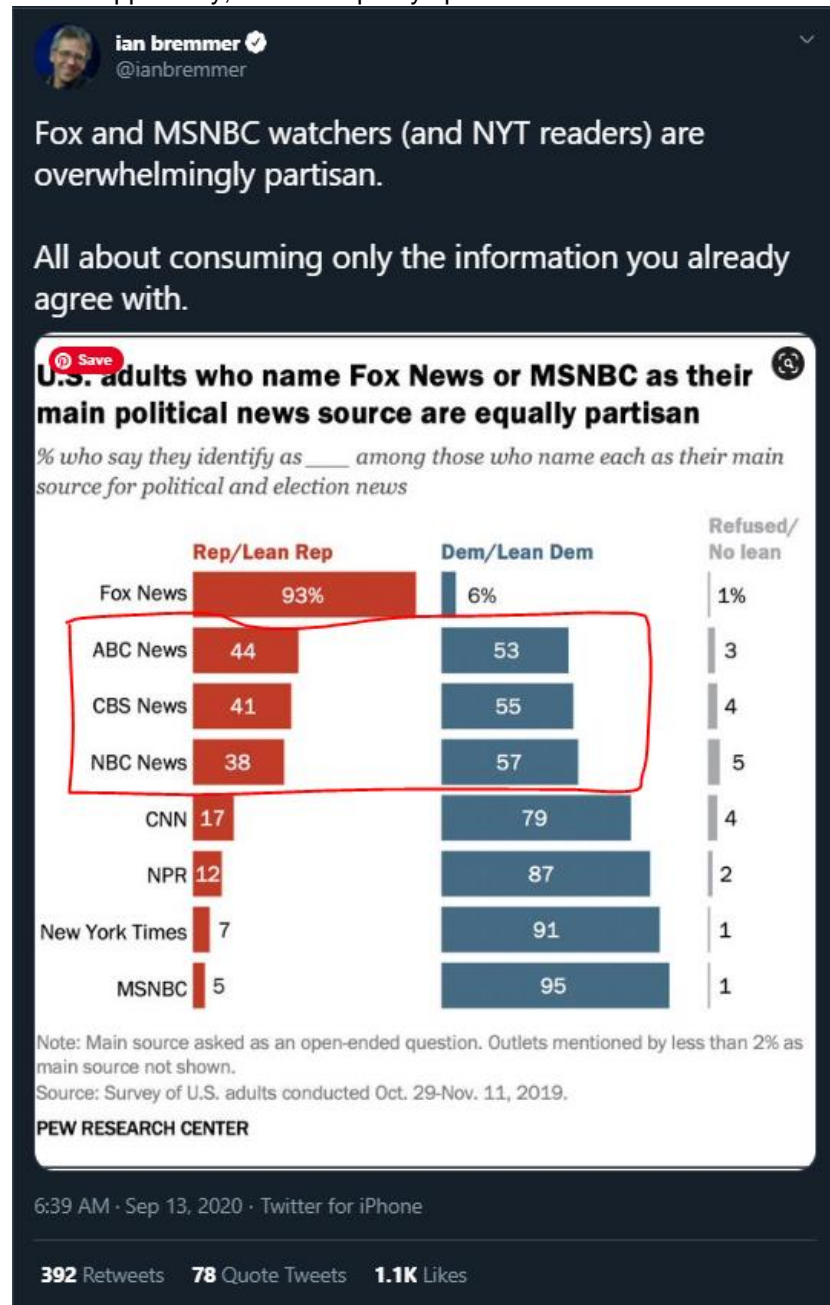 ian bremmer
@ianbremmer
Fox and MSNBC watchers (and NYT readers) are
overwhelmingly partisan.
All about consuming only the information you already
agree with.
Save
U.S. adults who name Fox News or MSNBC as their
main political news source are equally partisan
% who say they identify as ___ among those who name each as their main
source for political and election news
Rep/Lean Rep Dem/Lean Dem Refused/
No lean
Fox News 93% 6% 1%
ABC News 44 53 3
CBS News 41 55 4
NBC News 38 57 5
CNN 17 79 4
NPR 12 87 2
New York Times 7 91 1
MSNBC 5 95 1
Note: Main source asked as an open-ended question. Outlets mentioned by less than 2% as
main source not shown.
Source: Survey of U.S. adults conducted Oct. 29-Nov. 11, 2019.
PEW RESEARCH CENTER
6:39 AM · Sep 13, 2020 · Twitter for iPhone
392 Retweets 78 Quote Tweets 1.1K Likes